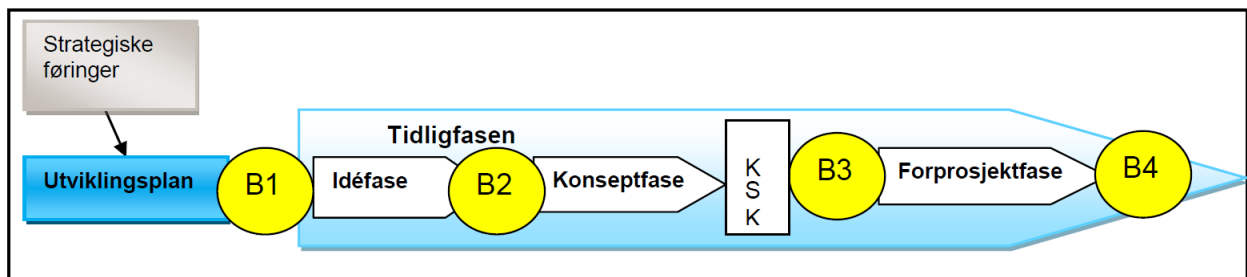 Strategiske
føringer
Tidligfasen
Utviklingsplan
B1
Idéfase
B2
Konseptfase
K
S
K
B3
Forprosjektfase
B4